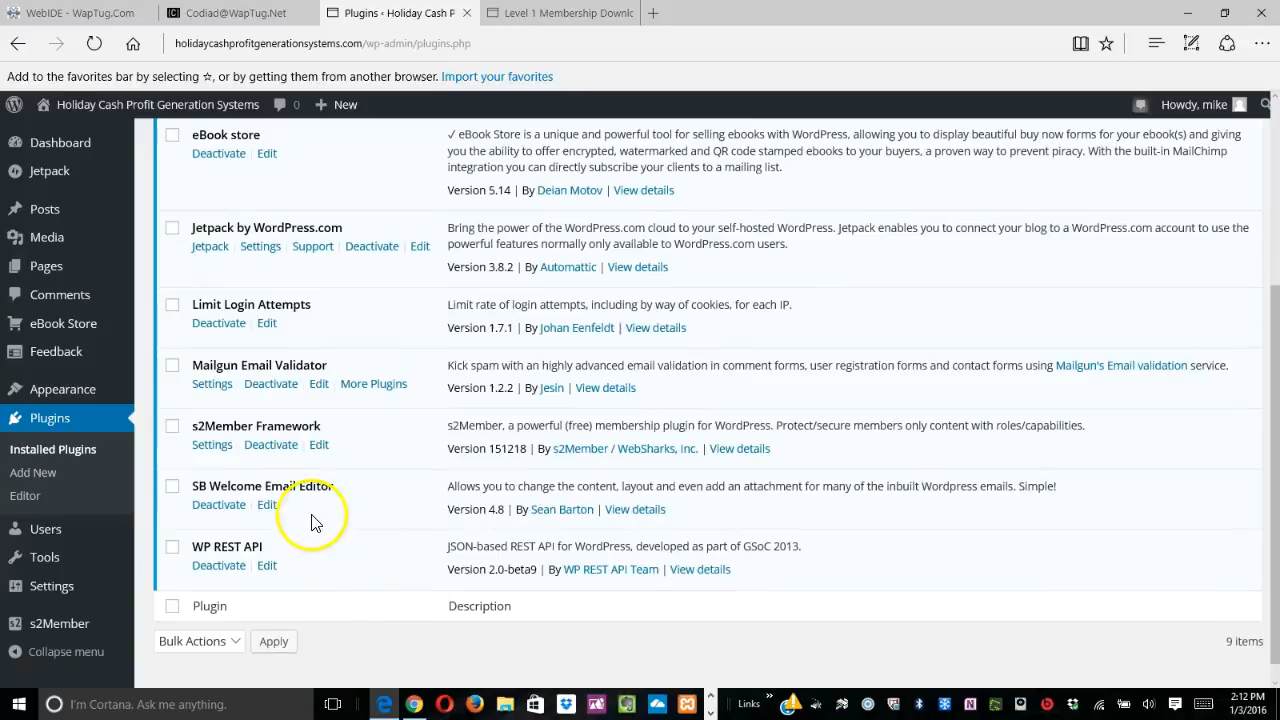 WebIDE - WapTug.Com
Codiad@WapTug.Net
Plugins ‹ Holiday Cash P
Level 1 Membership Downlc
holidaycashprofitgenerationsystems.com/wp-admin/plugins.php
Add to the favorites bar by selecting ☆, or by getting them from another browser. Import your favorites
Holiday Cash Profit Generation Systems
0
New
Howdy, mike
Dashboard
Jetpack
Posts
Media
Pages
Comments
eBook Store
Feedback
Appearance
Plugins
Installed Plugins
Add New
Editor
Users
Tools
Settings
s2Member
Collapse menu
eBook store
Deactivate | Edit
✓ eBook Store is a unique and powerful tool for selling ebooks with WordPress, allowing you to display beautiful buy now forms for your ebook(s) and giving
you the ability to offer encrypted, watermarked and QR code stamped ebooks to your buyers, a proven way to prevent piracy. With the built-in MailChimp
integration you can directly subscribe your clients to a mailing list.
Version 5.14 | By Deian Motov | View details
Jetpack by WordPress.com
Jetpack | Settings | Support | Deactivate | Edit
Bring the power of the WordPress.com cloud to your self-hosted WordPress. Jetpack enables you to connect your blog to a WordPress.com account to use the
powerful features normally only available to WordPress.com users.
Version 3.8.2 | By Automattic | View details
Limit Login Attempts
Deactivate | Edit
Limit rate of login attempts, including by way of cookies, for each IP.
Version 1.7.1 | By Johan Eenfeldt | View details
Mailgun Email Validator
Settings | Deactivate | Edit | More Plugins
Kick spam with an highly advanced email validation in comment forms, user registration forms and contact forms using Mailgun's Email validation service.
Version 1.2.2 | By Jesin | View details
s2Member Framework
Settings | Deactivate | Edit
s2Member, a powerful (free) membership plugin for WordPress. Protect/secure members only content with roles/capabilities.
Version 151218 | By s2Member / WebSharks, Inc. | View details
SB Welcome Email Editor
Deactivate | Edit
Allows you to change the content, layout and even add an attachment for many of the inbuilt Wordpress emails. Simple!
Version 4.8 | By Sean Barton | View details
WP REST API
Deactivate | Edit
JSON-based REST API for WordPress, developed as part of GSoC 2013.
Version 2.0-beta9 | By WP REST API Team | View details
Plugin
Description
Bulk Actions
Apply
9 items
I'm Cortana. Ask me anything.
Links
2:12 PM
1/3/2016